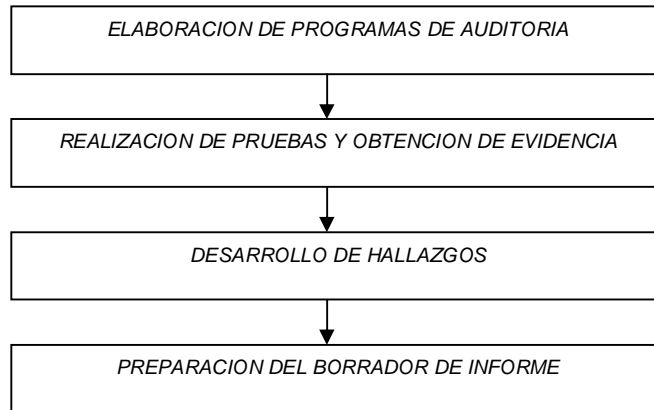 ELABORACION DE PROGRAMAS DE AUDITORIA
REALIZACION DE PRUEBAS Y OBTENCION DE EVIDENCIA
DESARROLLO DE HALLAZGOS
PREPARACION DEL BORRADOR DE INFORME